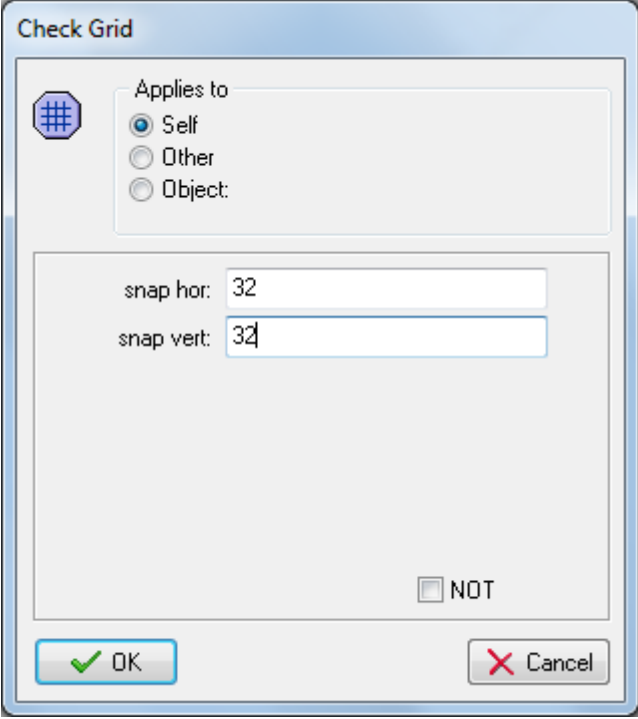 Check Grid
Applies to
Self
Other
Object:
snap hor: 32
snap vert: 32
NOT
OK
Cancel